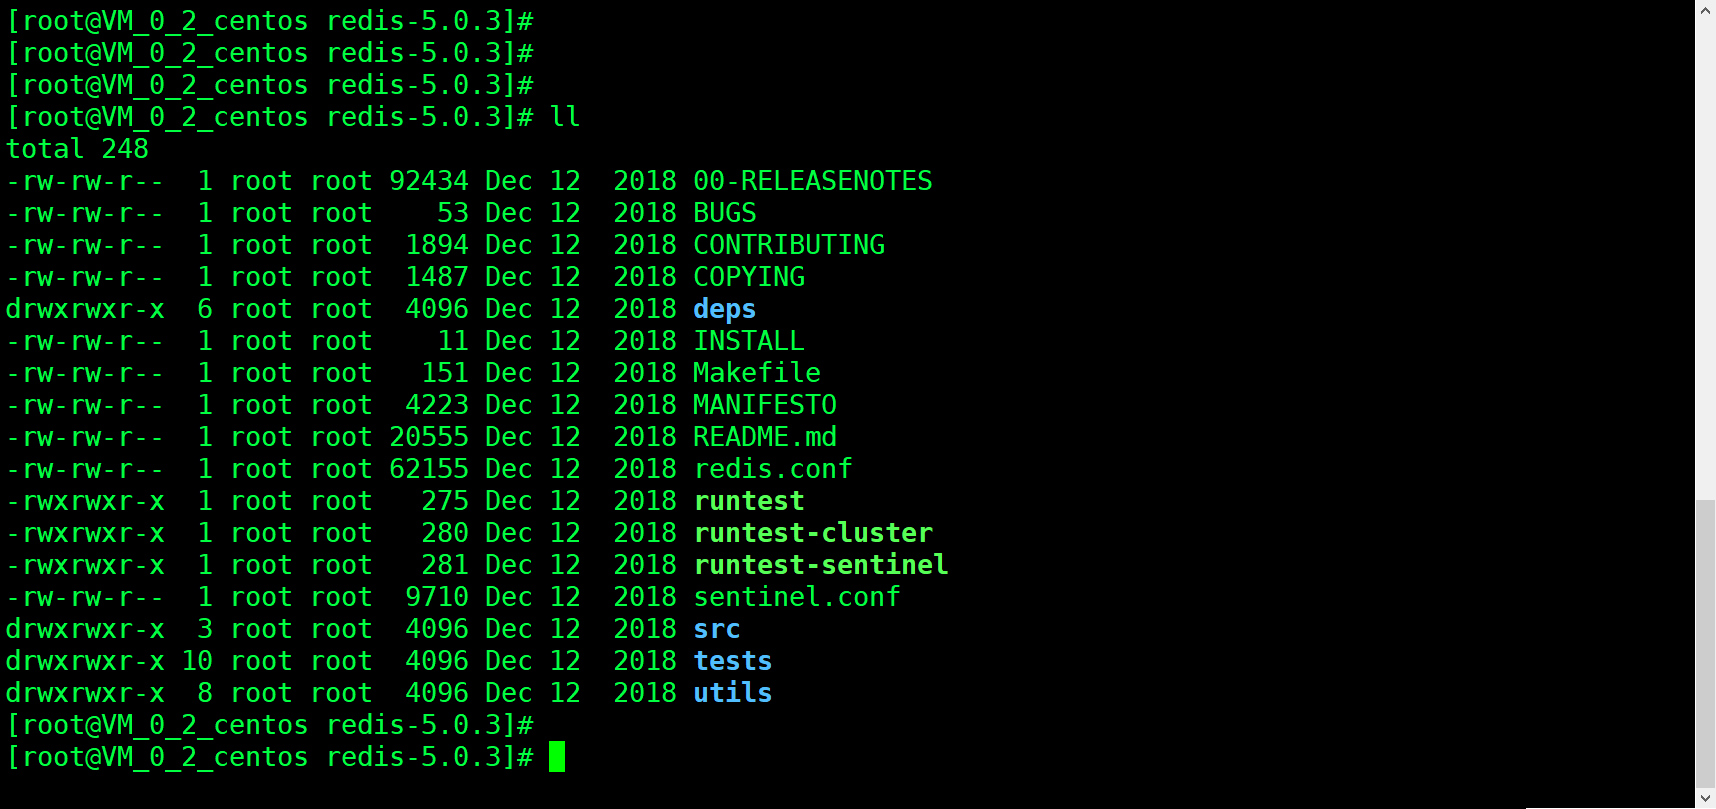 [root@VM_0_2_centos redis-5.0.3]#
[root@VM_0_2_centos redis-5.0.3]#
[root@VM_0_2_centos redis-5.0.3]#
[root@VM_0_2_centos redis-5.0.3]# ll
total 248
-rw-rw-r--  1 root root 92434 Dec 12  2018 00-RELEASENOTES
-rw-rw-r--  1 root root    53 Dec 12  2018 BUGS
-rw-rw-r--  1 root root  1894 Dec 12  2018 CONTRIBUTING
-rw-rw-r--  1 root root  1487 Dec 12  2018 COPYING
drwxrwxr-x  6 root root  4096 Dec 12  2018 deps
-rw-rw-r--  1 root root    11 Dec 12  2018 INSTALL
-rw-rw-r--  1 root root   151 Dec 12  2018 Makefile
-rw-rw-r--  1 root root  4223 Dec 12  2018 MANIFESTO
-rw-rw-r--  1 root root 20555 Dec 12  2018 README.md
-rw-rw-r--  1 root root 62155 Dec 12  2018 redis.conf
-rwxrwxr-x  1 root root   275 Dec 12  2018 runtest
-rwxrwxr-x  1 root root   280 Dec 12  2018 runtest-cluster
-rwxrwxr-x  1 root root   281 Dec 12  2018 runtest-sentinel
-rw-rw-r--  1 root root  9710 Dec 12  2018 sentinel.conf
drwxrwxr-x  3 root root  4096 Dec 12  2018 src
drwxrwxr-x 10 root root  4096 Dec 12  2018 tests
drwxrwxr-x  8 root root  4096 Dec 12  2018 utils
[root@VM_0_2_centos redis-5.0.3]#
[root@VM_0_2_centos redis-5.0.3]#